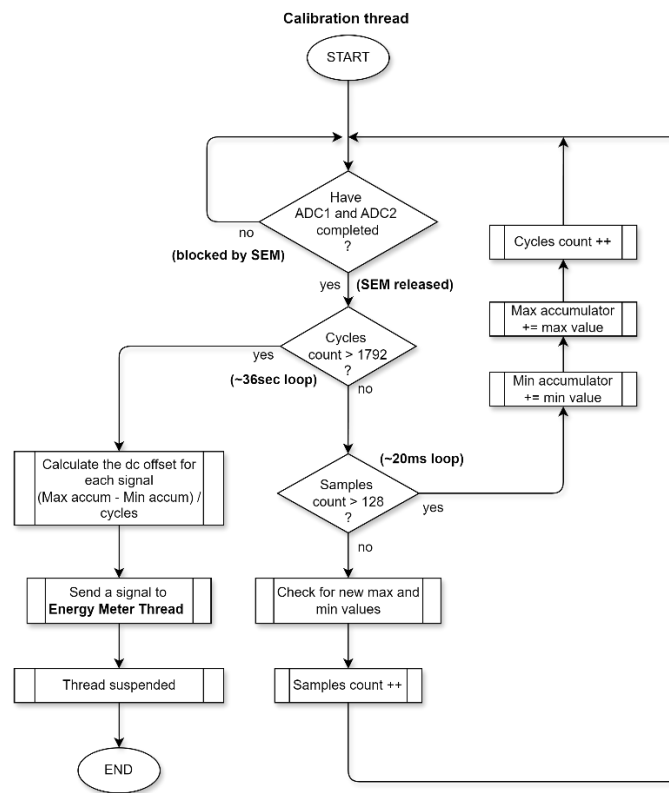 Calibration thread
START
Have
ADC1 and ADC2
completed
?
no
(blocked by SEM)
yes
(SEM released)
Cycles count ++
Max accumulator
+= max value
Min accumulator
+= min value
Cycles
count > 1792
?
yes
(~36sec loop)
no
(~20ms loop)
Calculate the dc offset for
each signal
(Max accum - Min accum) /
cycles
Samples
count > 128
?
yes
no
Send a signal to
Energy Meter Thread
Check for new max and
min values
Thread suspended
Samples count ++
END